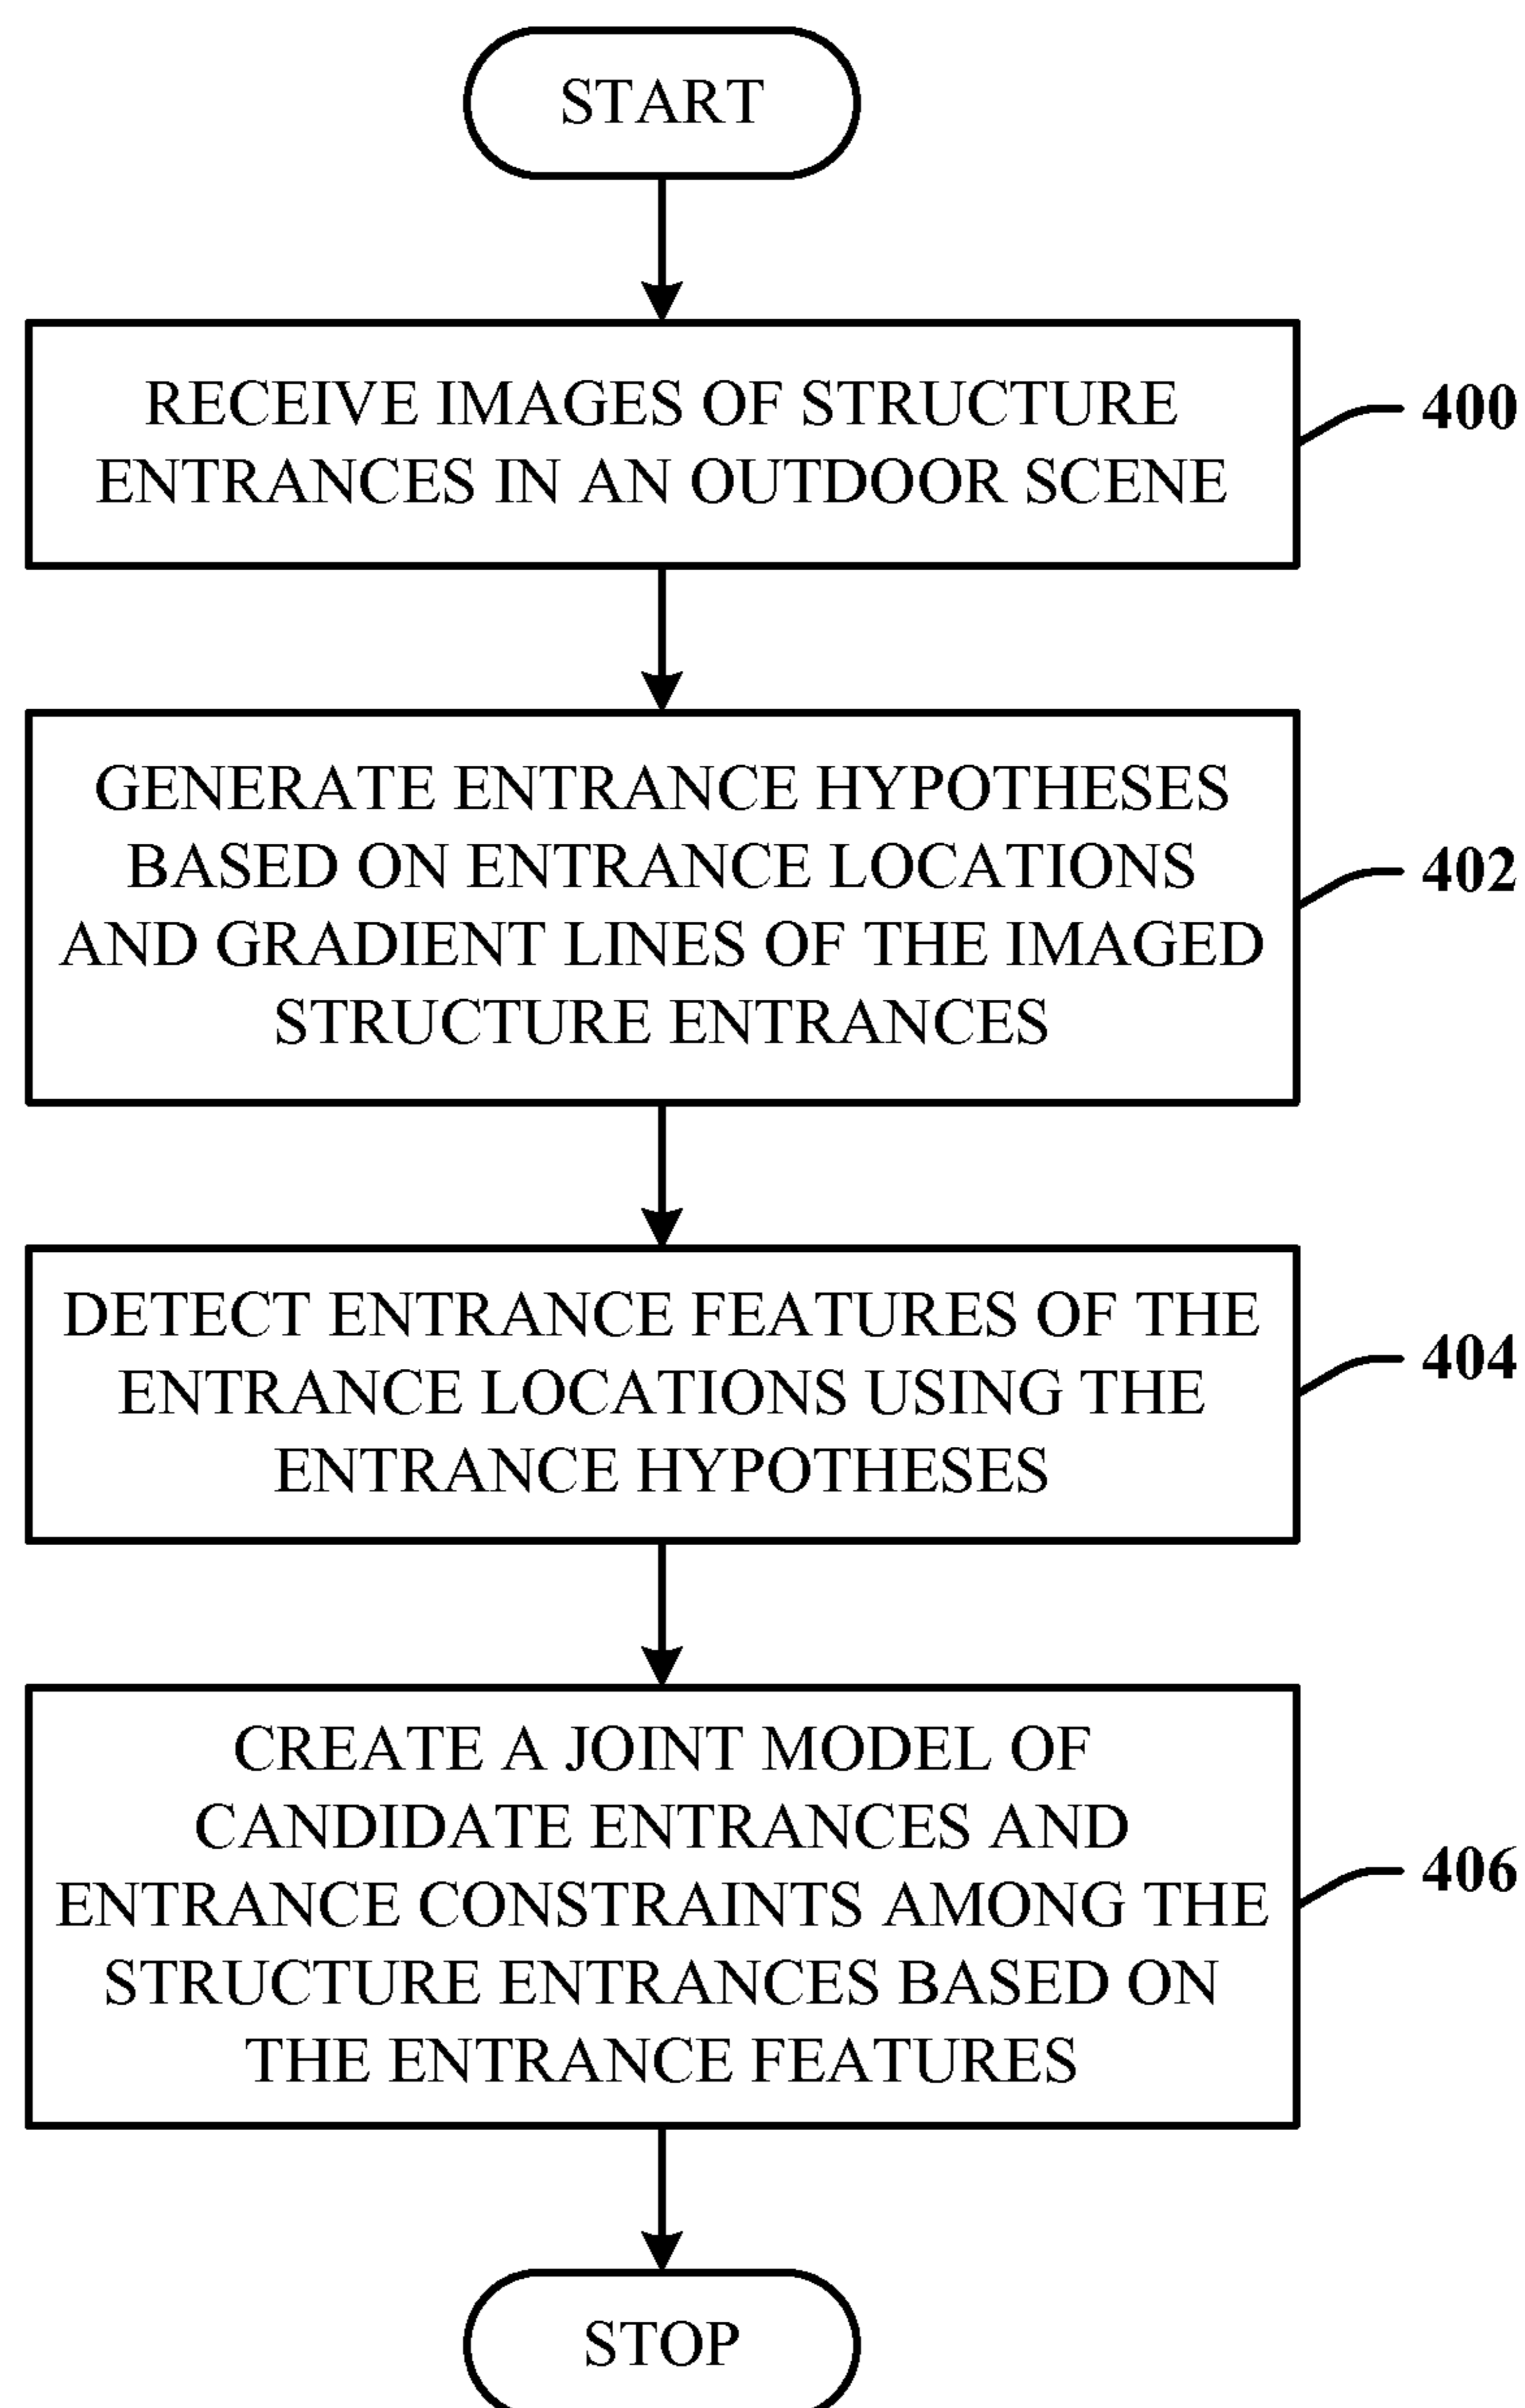 START
RECEIVE IMAGES OF STRUCTURE
ENTRANCES IN AN OUTDOOR SCENE
400
GENERATE ENTRANCE HYPOTHESES
BASED ON ENTRANCE LOCATIONS
AND GRADIENT LINES OF THE IMAGED
STRUCTURE ENTRANCES
402
DETECT ENTRANCE FEATURES OF THE
ENTRANCE LOCATIONS USING THE
ENTRANCE HYPOTHESES
404
CREATE A JOINT MODEL OF
CANDIDATE ENTRANCES AND
ENTRANCE CONSTRAINTS AMONG THE
STRUCTURE ENTRANCES BASED ON
THE ENTRANCE FEATURES
406
STOP